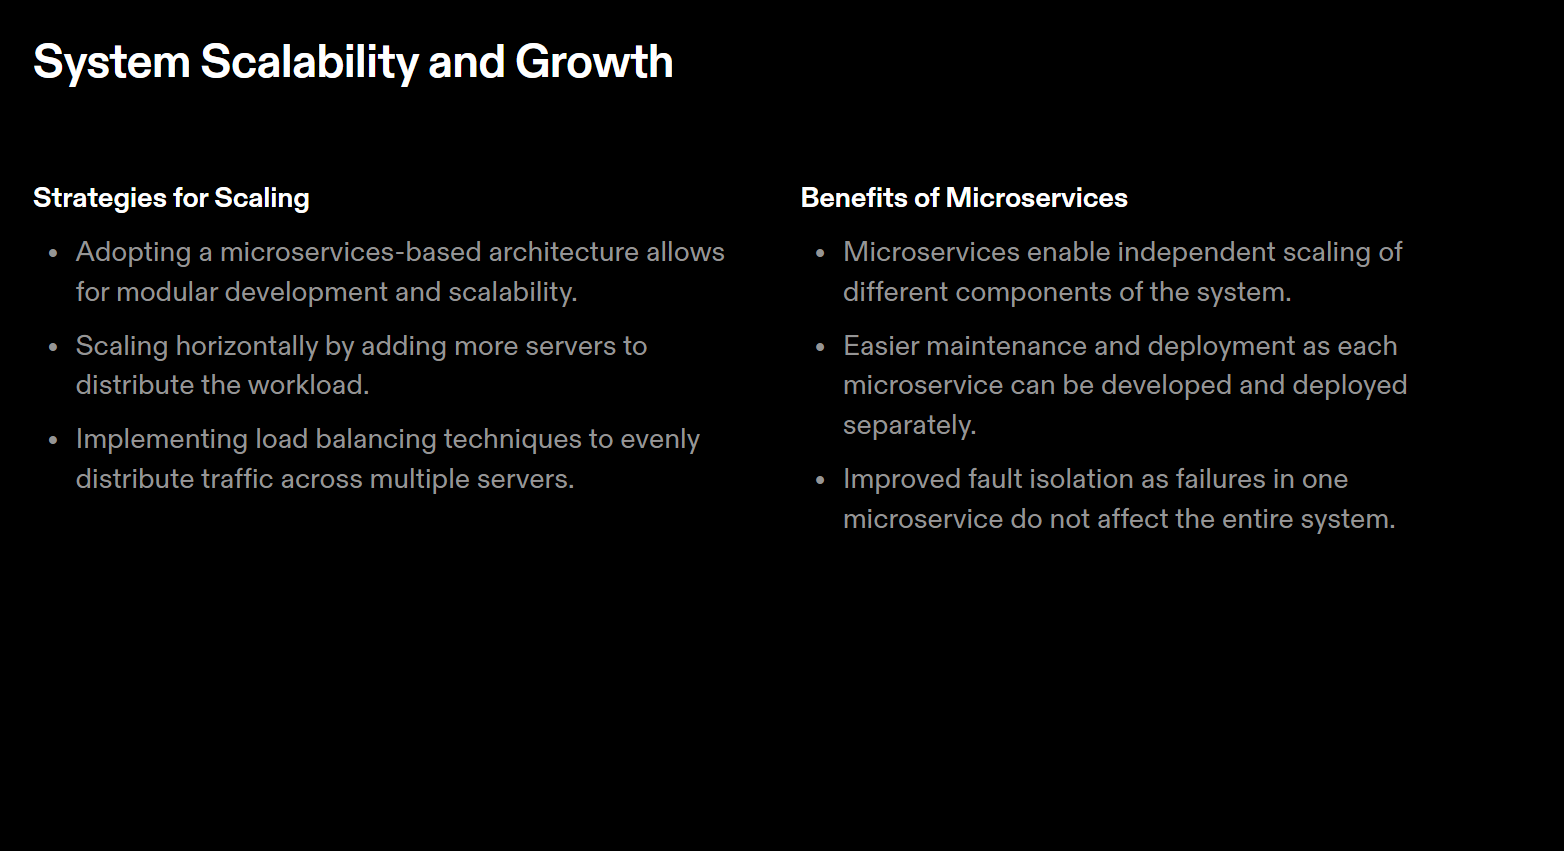 System Scalability and Growth
Strategies for Scaling
• Adopting a microservices-based architecture allows
for modular development and scalability.
• Scaling horizontally by adding more servers to
distribute the workload.
• Implementing load balancing techniques to evenly
distribute traffic across multiple servers.
Benefits of Microservices
• Microservices enable independent scaling of
different components of the system.
• Easier maintenance and deployment as each
microservice can be developed and deployed
separately.
• Improved fault isolation as failures in one
microservice do not affect the entire system.